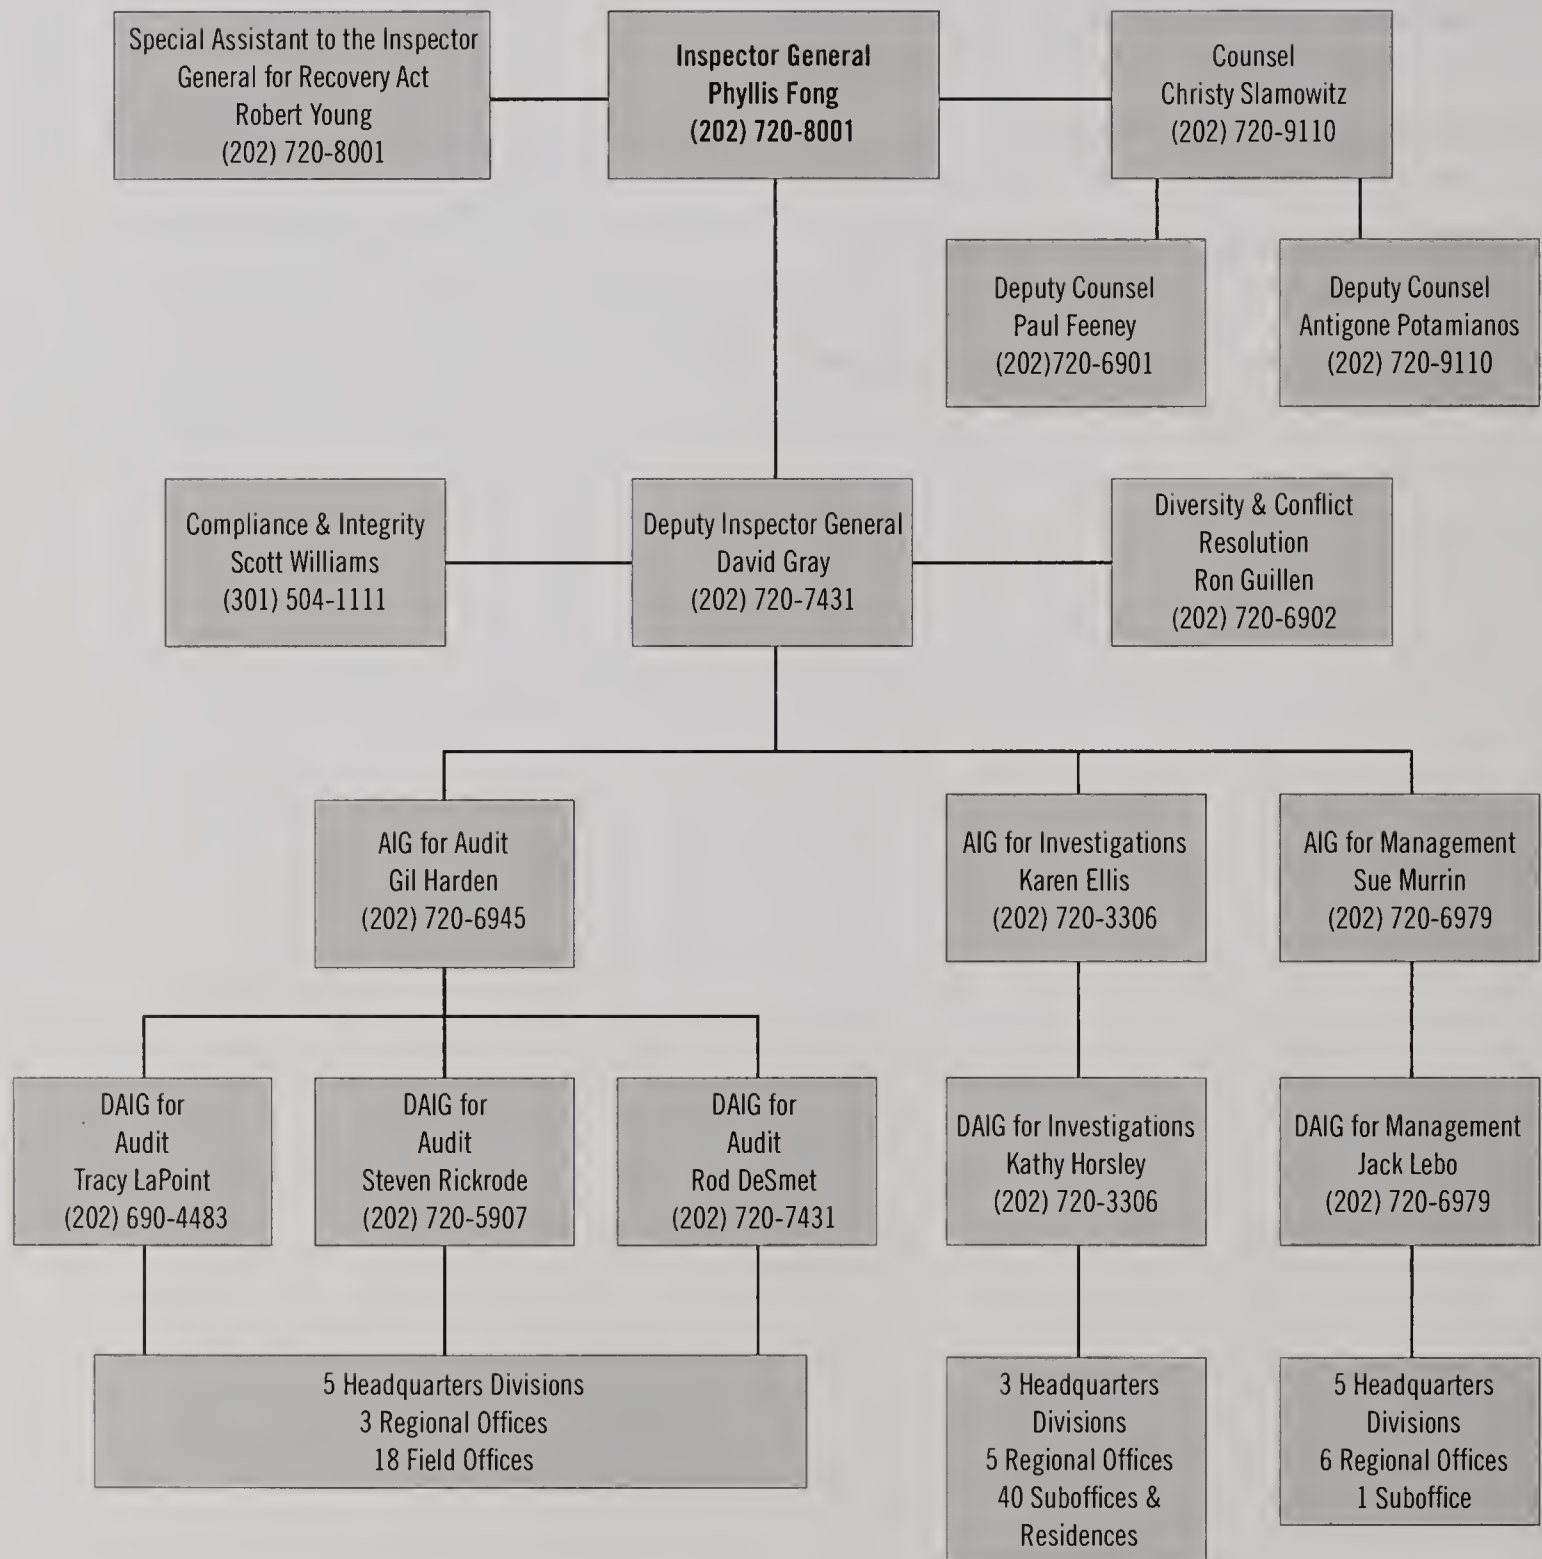 Special Assistant to the Inspector
General for Recovery Act
Robert Young
(202) 720-8001
Inspector General
Phyllis Fong
(202) 720-8001
Counsel
Christy Slamowitz
(202) 720-9110
Deputy Counsel
Paul Feeney
(202)720-6901
Deputy Counsel
Antigone Potamianos
(202) 720-9110
Compliance & Integrity
Scott Williams
(301) 504-1111
Deputy Inspector General
David Gray
(202) 720-7431
Diversity & Conflict
Resolution
Ron Guillen
(202) 720-6902
AIG for Audit
Gil Harden
(202) 720-6945
AIG for Investigations
Karen Ellis
(202) 720-3306
AIG for Management
Sue Murrin
(202) 720-6979
DAIG for
Audit
Tracy LaPoint
(202) 690-4483
DAIG for
Audit
Steven Rickrode
(202) 720-5907
DAIG for
Audit
Rod DeSmet
(202) 720-7431
DAIG for Investigations
Kathy Horsley
(202) 720-3306
DAIG for Management
Jack Lebo
(202) 720-6979
5 Headquarters Divisions
3 Regional Offices
18 Field Offices
3 Headquarters
Divisions
5 Regional Offices
40 Suboffices &
Residences
5 Headquarters
Divisions
6 Regional Offices
1 Suboffice